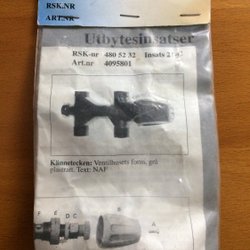 RSK.NR
ART.NR
Utbytesinsatser
RSK-nr 480 52 32 Insats
Art.nr 4095801
Kännetecken: Ventilhusets form, grå
plastratt. Text: NAF
F
E
D C
B
A